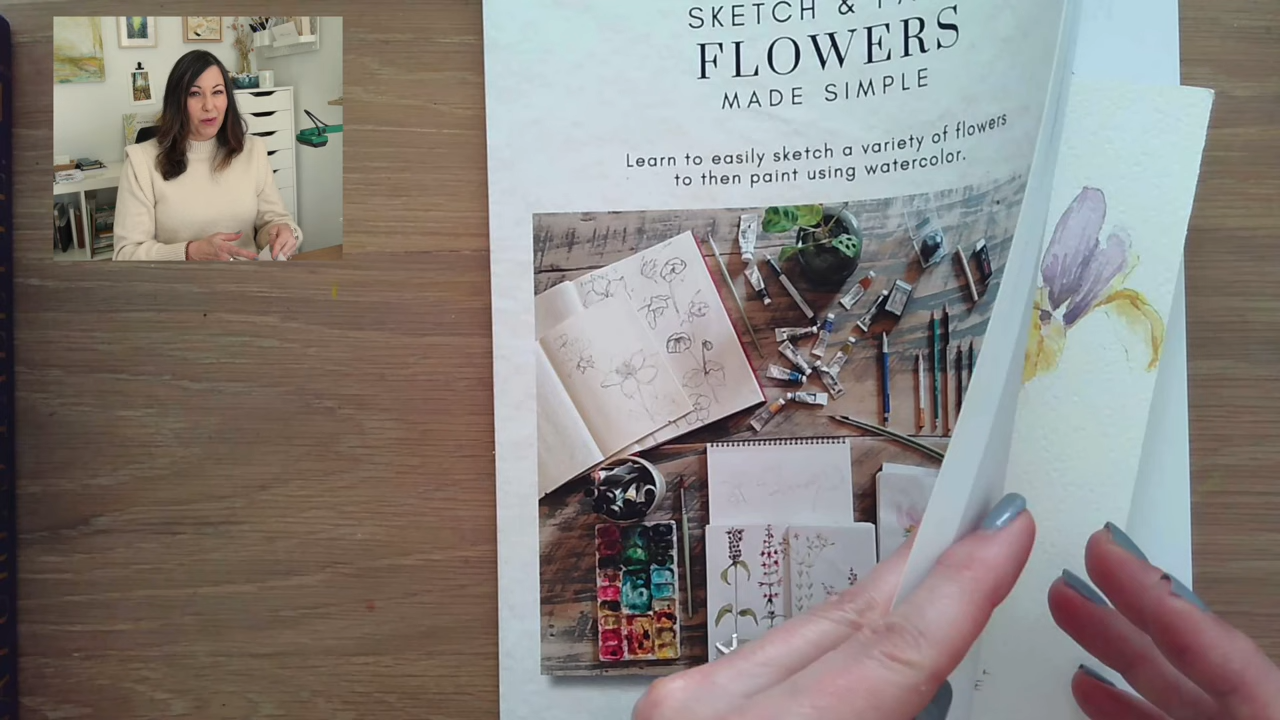 SKETCH &
FLOWERS
MADE SIMPLE
Learn to easily sketch a variety of flowers
to then paint using watercolor.